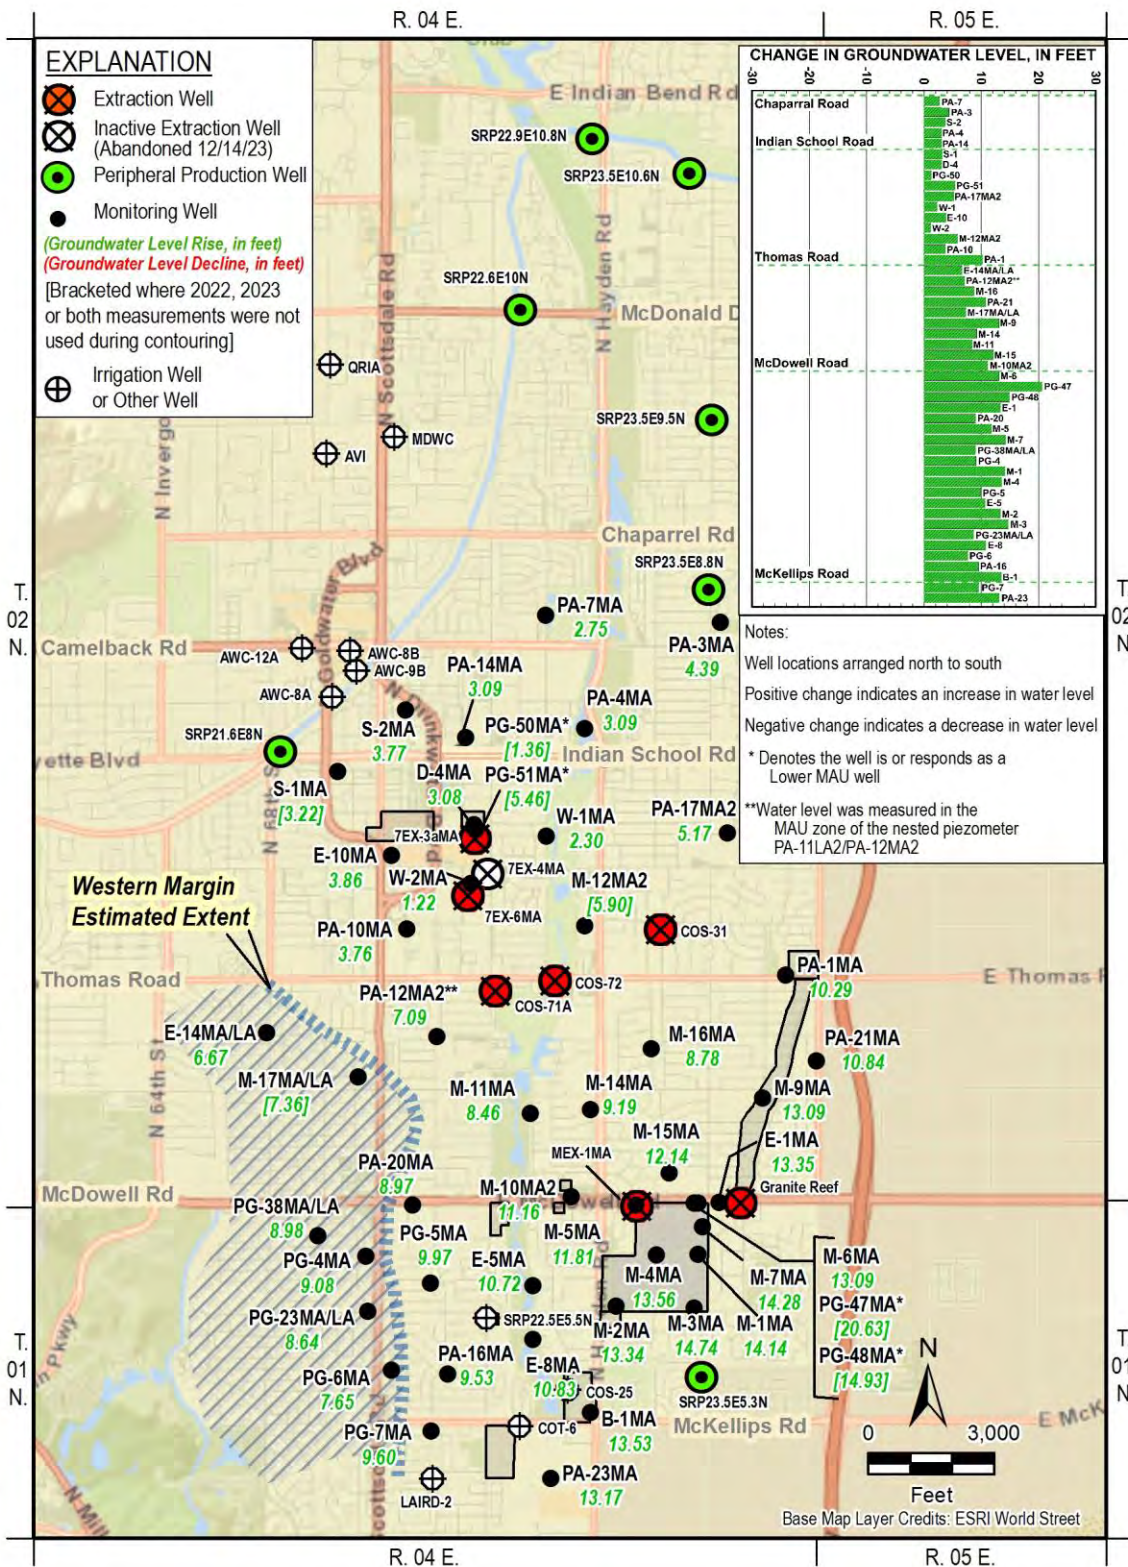 R. 04 E.
R. 05 E.
EXPLANATION
Extraction Well
Inactive Extraction Well
(Abandoned 12/14/23)
Peripheral Production Well
Monitoring Well
(Groundwater Level Rise, in feet)
(Groundwater Level Decline, in feet)
[Bracketed where 2022, 2023
or both measurements were not
used during contouring]
Irrigation Well
or Other Well
CHANGE IN GROUNDWATER LEVEL, IN FEET
-30 -20 -10 0 10 20 30
Chaparral Road
PA-7
PA-3
S-2
PA-4
Indian School Road
PA-14
S-1
D-4
PG-50
PG-51
PA-17MA2
W-1
E-10
W-2
M-12MA2
PA-10
Thomas Road
PA-1
E-14MA/LA
PA-12MA2**
M-16
PA-21
M-17MA/LA
M-9
M-14
M-11
M-15
McDowell Road
M-10MA2
M-6
PG-47
PG-48
E-1
PA-20
M-5
M-7
PG-38MA/LA
PG-4
M-1
M-4
PG-5
E-5
M-2
M-3
PG-23MA/LA
E-8
PG-6
PA-16
McKellips Road
B-1
PG-7
PA-23
Notes:
Well locations arranged north to south
Positive change indicates an increase in water level
Negative change indicates a decrease in water level
* Denotes the well is or responds as a
Lower MAU well
**Water level was measured in the
MAU zone of the nested piezometer
PA-11LA2/PA-12MA2
E Indian Bend Rd
SRP22.9E10.8N
SRP23.5E10.6N
N Hayden Rd
N Scottsdale Rd
SRP22.6E10N
McDonald D
QRIA
SRP23.5E9.5N
MDWC
AVI
N Invergo
Chaparrel Rd
SRP23.5E8.8N
Goldwater Blvd
T.
02
N.
T.
02
N
PA-7MA
2.75
PA-3MA
4.39
Camelback Rd
AWC-12A
AWC-8B
AWC-9B
AWC-8A
PA-14MA
3.09
PA-4MA
3.09
N Drinkw
S-2MA
3.77
PG-50MA*
[1.36]
SRP21.6E8N
Indian School Rd
yette Blvd
S-1MA
[3.22]
D-4MA
3.08
PG-51MA*
[5.46]
N 68th S
W-1MA
2.30
PA-17MA2
5.17
7EX-3aMA
E-10MA
3.86
7EX-4MA
W-2MA
1.22
M-12MA2
[5.90]
7EX-6MA
Western Margin
Estimated Extent
PA-10MA
3.76
COS-31
Thomas Road
PA-1MA
10.29
E Thomas R
COS-72
COS-71A
PA-12MA2**
7.09
E-14MA/LA
6.67
M-16MA
8.78
PA-21MA
10.84
N 64th St
M-17MA/LA
[7.36]
M-11MA
8.46
M-14MA
9.19
M-9MA
13.09
M-15MA
12.14
E-1MA
13.35
MEX-1MA
PA-20MA
8.97
Granite Reef
McDowell Rd
M-10MA2
11.16
PG-38MA/LA
8.98
PG-5MA
9.97
M-5MA
11.81
PG-4MA
9.08
E-5MA
10.72
M-4MA
13.56
M-7MA
14.28
M-6MA
13.09
PG-47MA*
[20.63]
PG-48MA*
[14.93]
PG-23MA/LA
8.64
SRP22.5E5.5N
M-2MA
13.34
M-3MA
14.74
M-1MA
14.14
T.
01
N.
T.
01
N.
n Pkwy
PG-6MA
7.65
PA-16MA
9.53
E-8MA
10.83
COS-25
SRP23.5E5.3N
N
B-1MA
13.53
McKellips Rd
E McK
PG-7MA
9.60
COT-6
0 3,000
Feet
LAIRD-2
PA-23MA
13.17
N Mill
Scottsd
Base Map Layer Credits: ESRI World Street
R. 04 E.
R. 05 E.